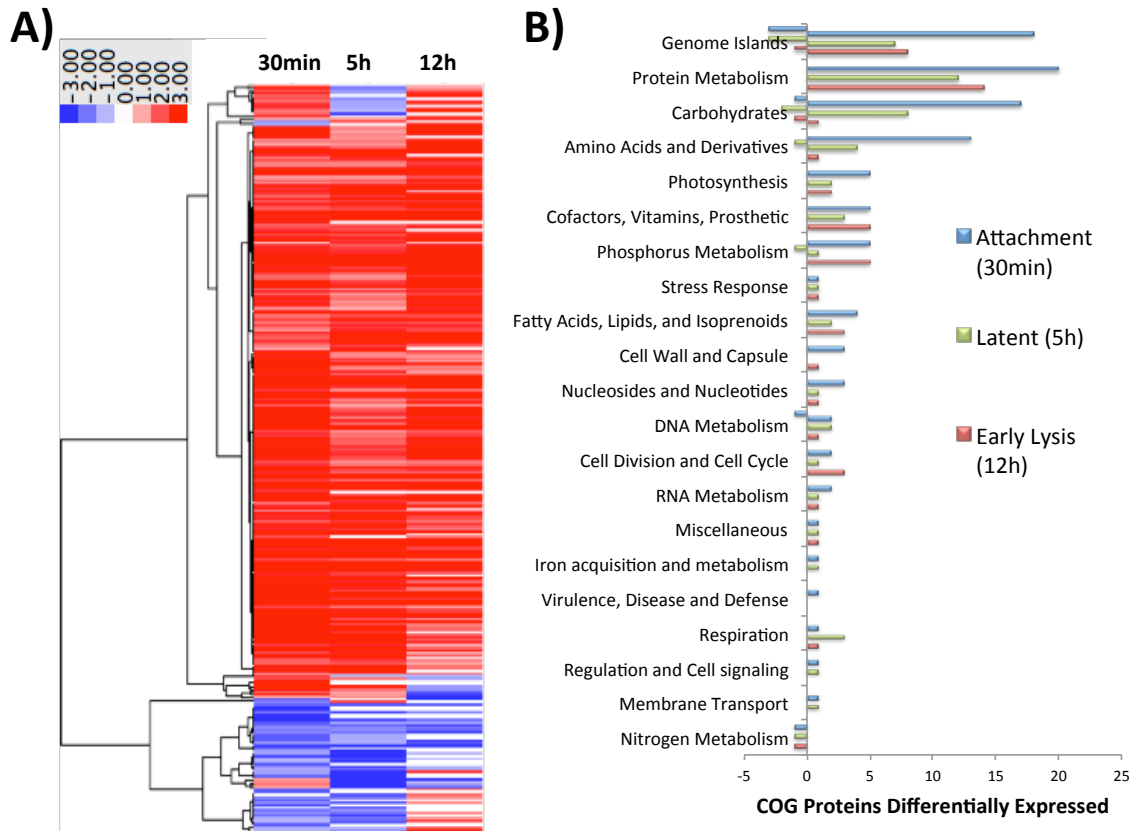 A)
B)
-3.00
-2.00
-1.00
0.00
1.00
2.00
3.00
30min 5h 12h
Genome Islands
Protein Metabolism
Carbohydrates
Amino Acids and Derivatives
Photosynthesis
Cofactors, Vitamins, Prosthetic
Phosphorus Metabolism
Stress Response
Fatty Acids, Lipids, and Isoprenoids
Cell Wall and Capsule
Nucleosides and Nucleotides
DNA Metabolism
Cell Division and Cell Cycle
RNA Metabolism
Miscellaneous
Iron acquisition and metabolism
Virulence, Disease and Defense
Respiration
Regulation and Cell signaling
Membrane Transport
Nitrogen Metabolism
Attachment
(30min)
Latent (5h)
Early Lysis
(12h)
-5 0 5 10 15 20 25
COG Proteins Differentially Expressed